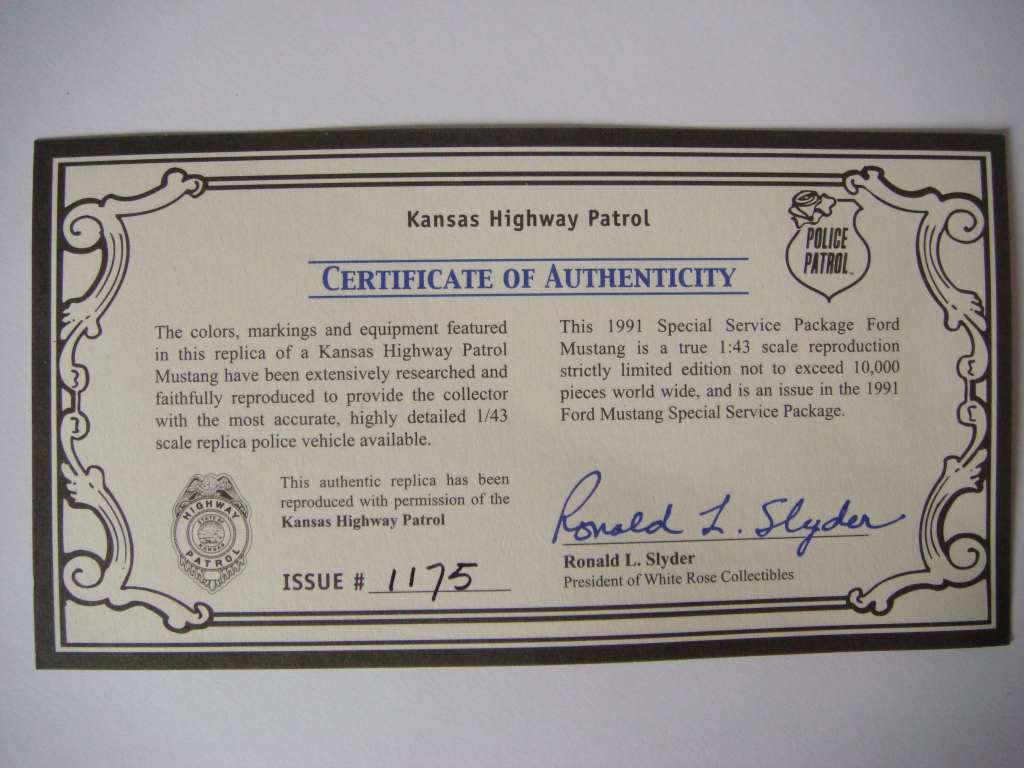 Kansas Highway Patrol
POLICE
PATROL™
CERTIFICATE OF AUTHENTICITY
The colors, markings and equipment featured
in this replica of a Kansas Highway Patrol
Mustang have been extensively researched and
faithfully reproduced to provide the collector
with the most accurate, highly detailed 1/43
scale replica police vehicle available.
This 1991 Special Service Package Ford
Mustang is a true 1:43 scale reproduction
strictly limited edition not to exceed 10,000
pieces world wide, and is an issue in the 1991
Ford Mustang Special Service Package.
HIGHWAY
STATE OF
KANSAS
PATROL
This authentic replica has been
reproduced with permission of the
Kansas Highway Patrol
ISSUE # 1175
Ronald L. Slyder
Ronald L. Slyder
President of White Rose Collectibles